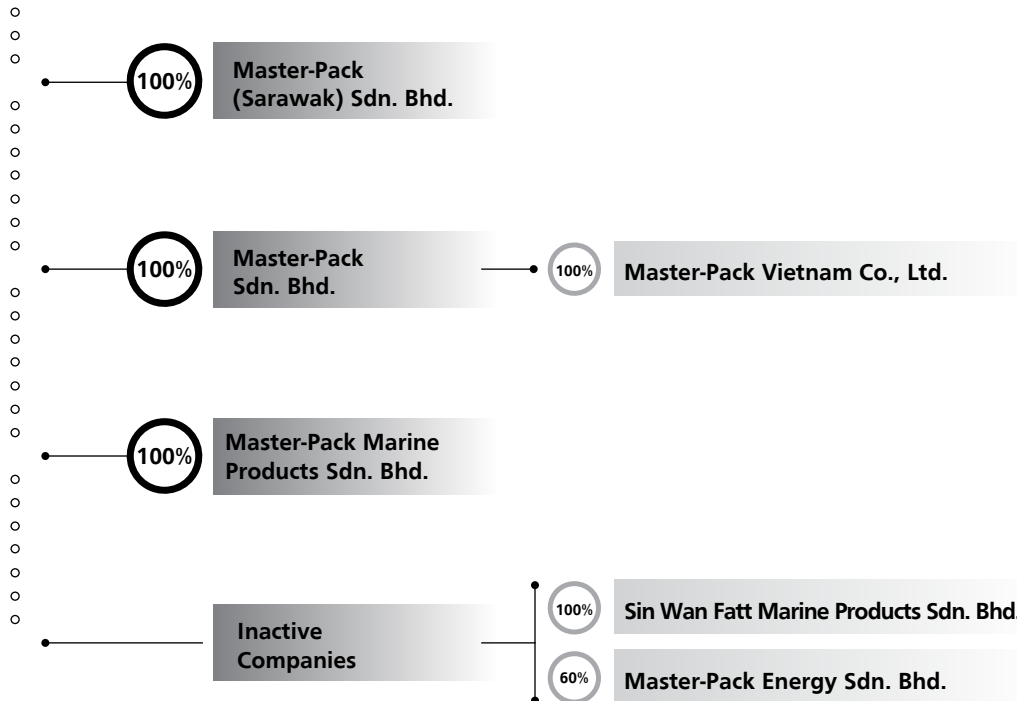 100%
Master-Pack
(Sarawak) Sdn. Bhd.
100%
Master-Pack
Sdn. Bhd.
100%
Master-Pack Vietnam Co., Ltd.
100%
Master-Pack Marine
Products Sdn. Bhd.
Inactive
Companies
100%
Sin Wan Fatt Marine Products Sdn. Bhd.
60%
Master-Pack Energy Sdn. Bhd.